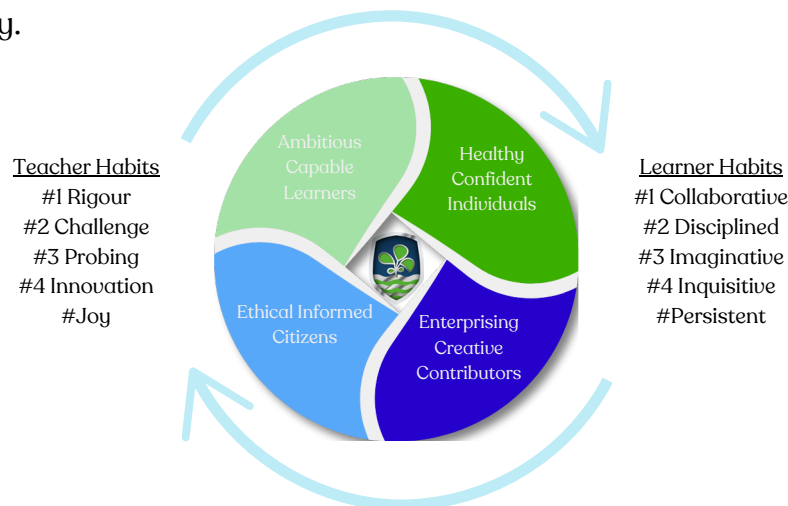 y.
Teacher Habits
#1 Rigour
#2 Challenge
#3 Probing
#4 Innovation
#Joy
Ambitious
Capable
Learners
Healthy
Confident
Individuals
Ethical Informed
Citizens
Enterprising
Creative
Contributors
Learner Habits
#1 Collaborative
#2 Disciplined
#3 Imaginative
#4 Inquisitive
#Persistent